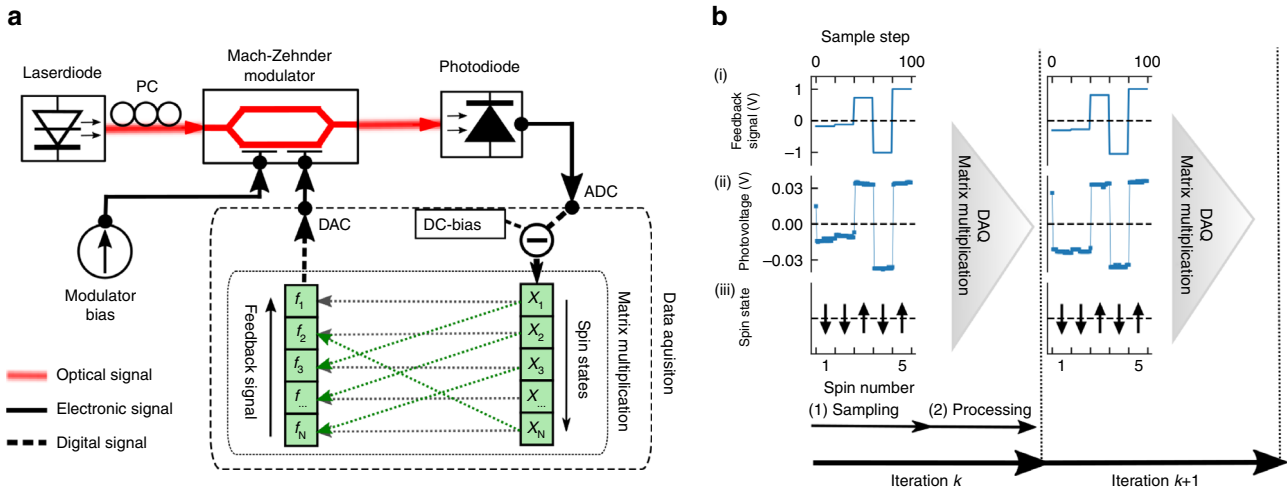 a
Laserdiode
PC
Mach-Zehnder
modulator
Photodiode
ADC
DAC
DC-bias
Modulator
bias
Feedback signal
f1
f2
f3
f...
fN
X1
X2
X3
X...
XN
Spin states
Matrix multiplication
Data aquisiton
Optical signal
Electronic signal
Digital signal
b
Sample step
0 100 0 100
(i)
Feedback
signal (V)
1
0
−1
(ii)
Photovoltage (V)
0.03
0.00
−0.03
(iii)
Spin state
DAQ
Matrix multiplication
DAQ
Matrix multiplication
1 5 1 5
Spin number
(1) Sampling (2) Processing
Iteration k Iteration k+1